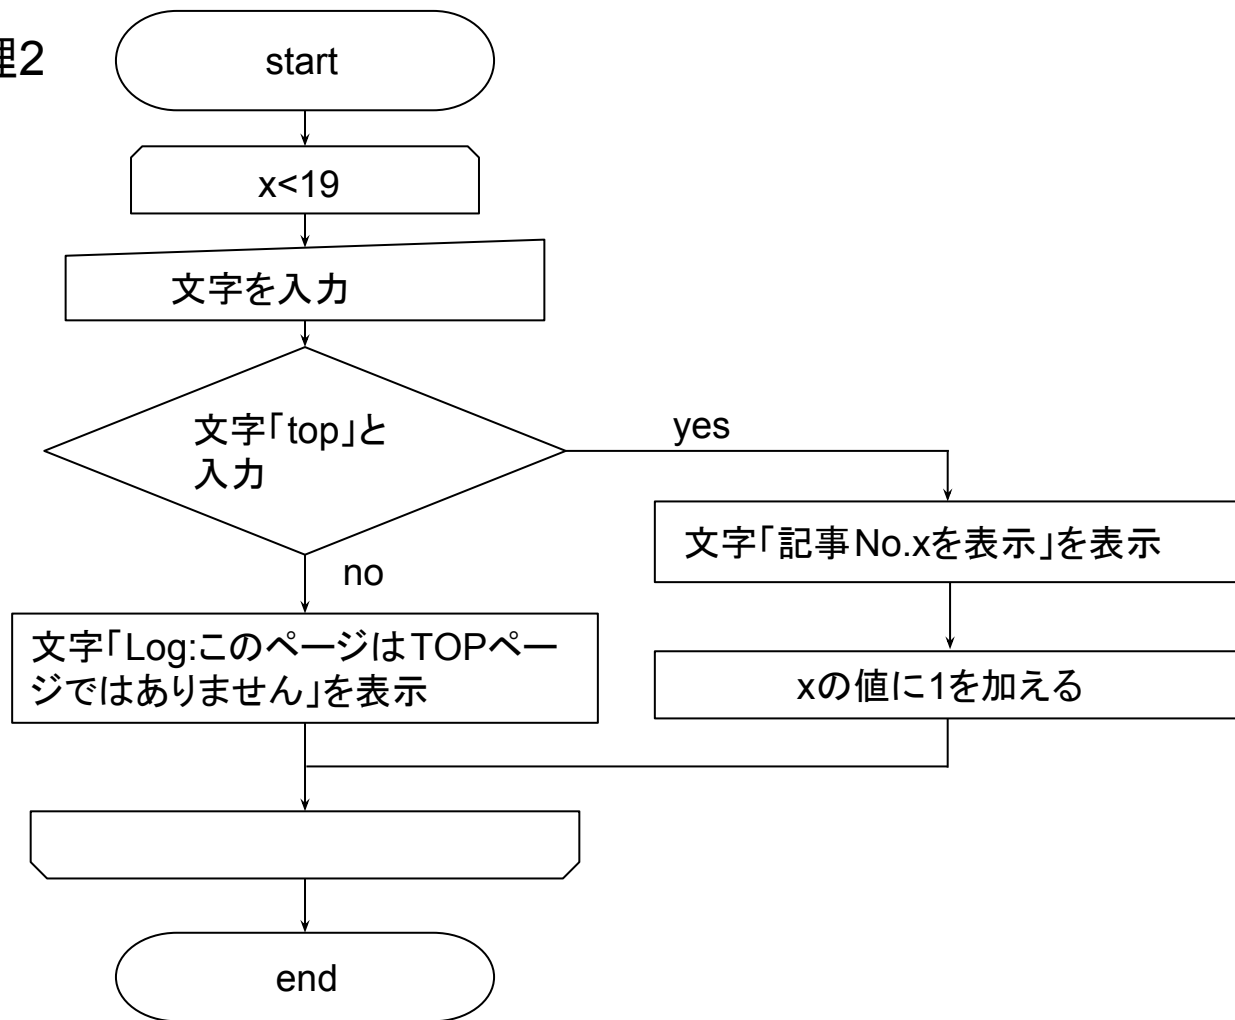 理2
start
x<19
文字を入力
文字「top」と
入力
yes
no
文字「記事No.xを表示」を表示
文字「Log:このページはTOPペー
ジではありません」を表示
xの値に1を加える
end